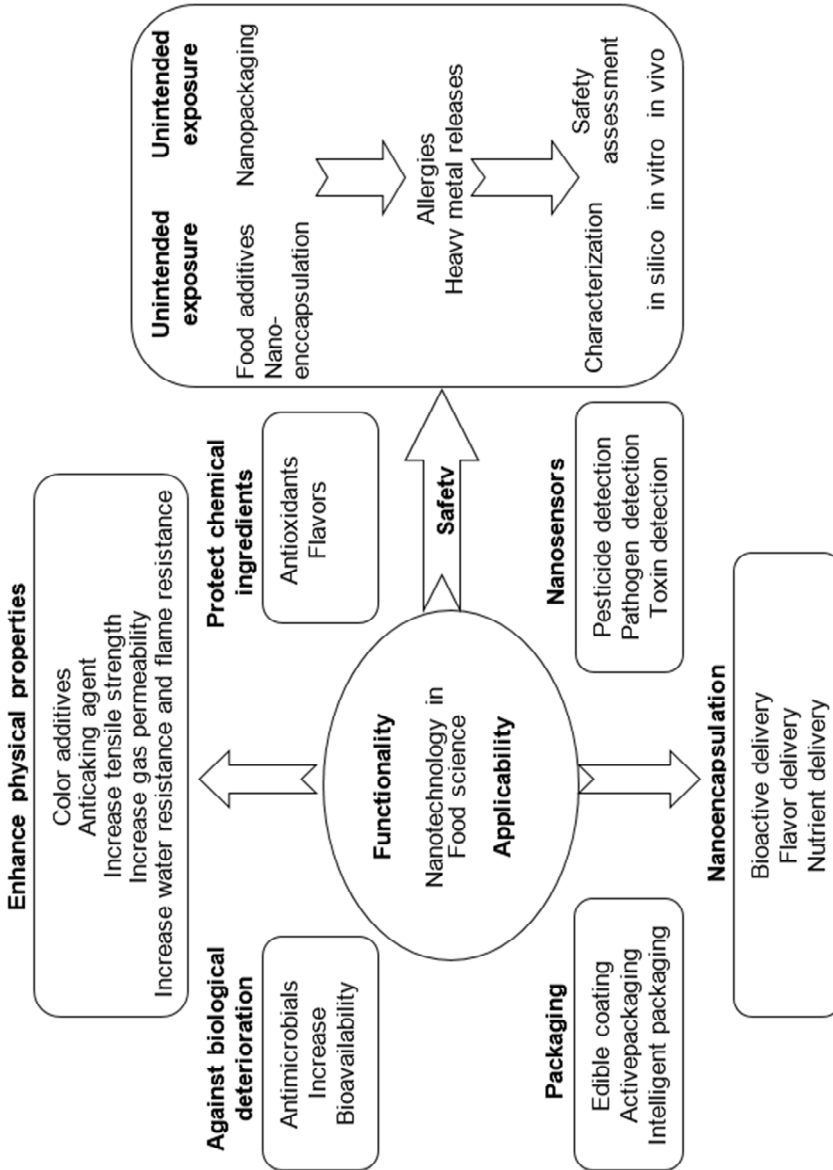 Enhance physical properties
Color additives
Anticaking agent
Increase tensile strength
Increase gas permeability
Increase water resistance and flame resistance
Against biological
deterioration
Antimicrobials
Increase
Bioavailability
Protect chemical
ingredients
Antioxidants
Flavors
Functionality
Nanotechnology in
Food science
Applicability
Safety
Packaging
Edible coating
Activepackaging
Intelligent packaging
Nanosensors
Pesticide detection
Pathogen detection
Toxin detection
Nanoencapsulation
Bioactive delivery
Flavor delivery
Nutrient delivery
Unintended
exposure
Food additives
Nano-
enccapsulation
Unintended
exposure
Nanopackaging
Allergies
Heavy metal releases
Characterization
Safety
assessment
in silico in vitro in vivo